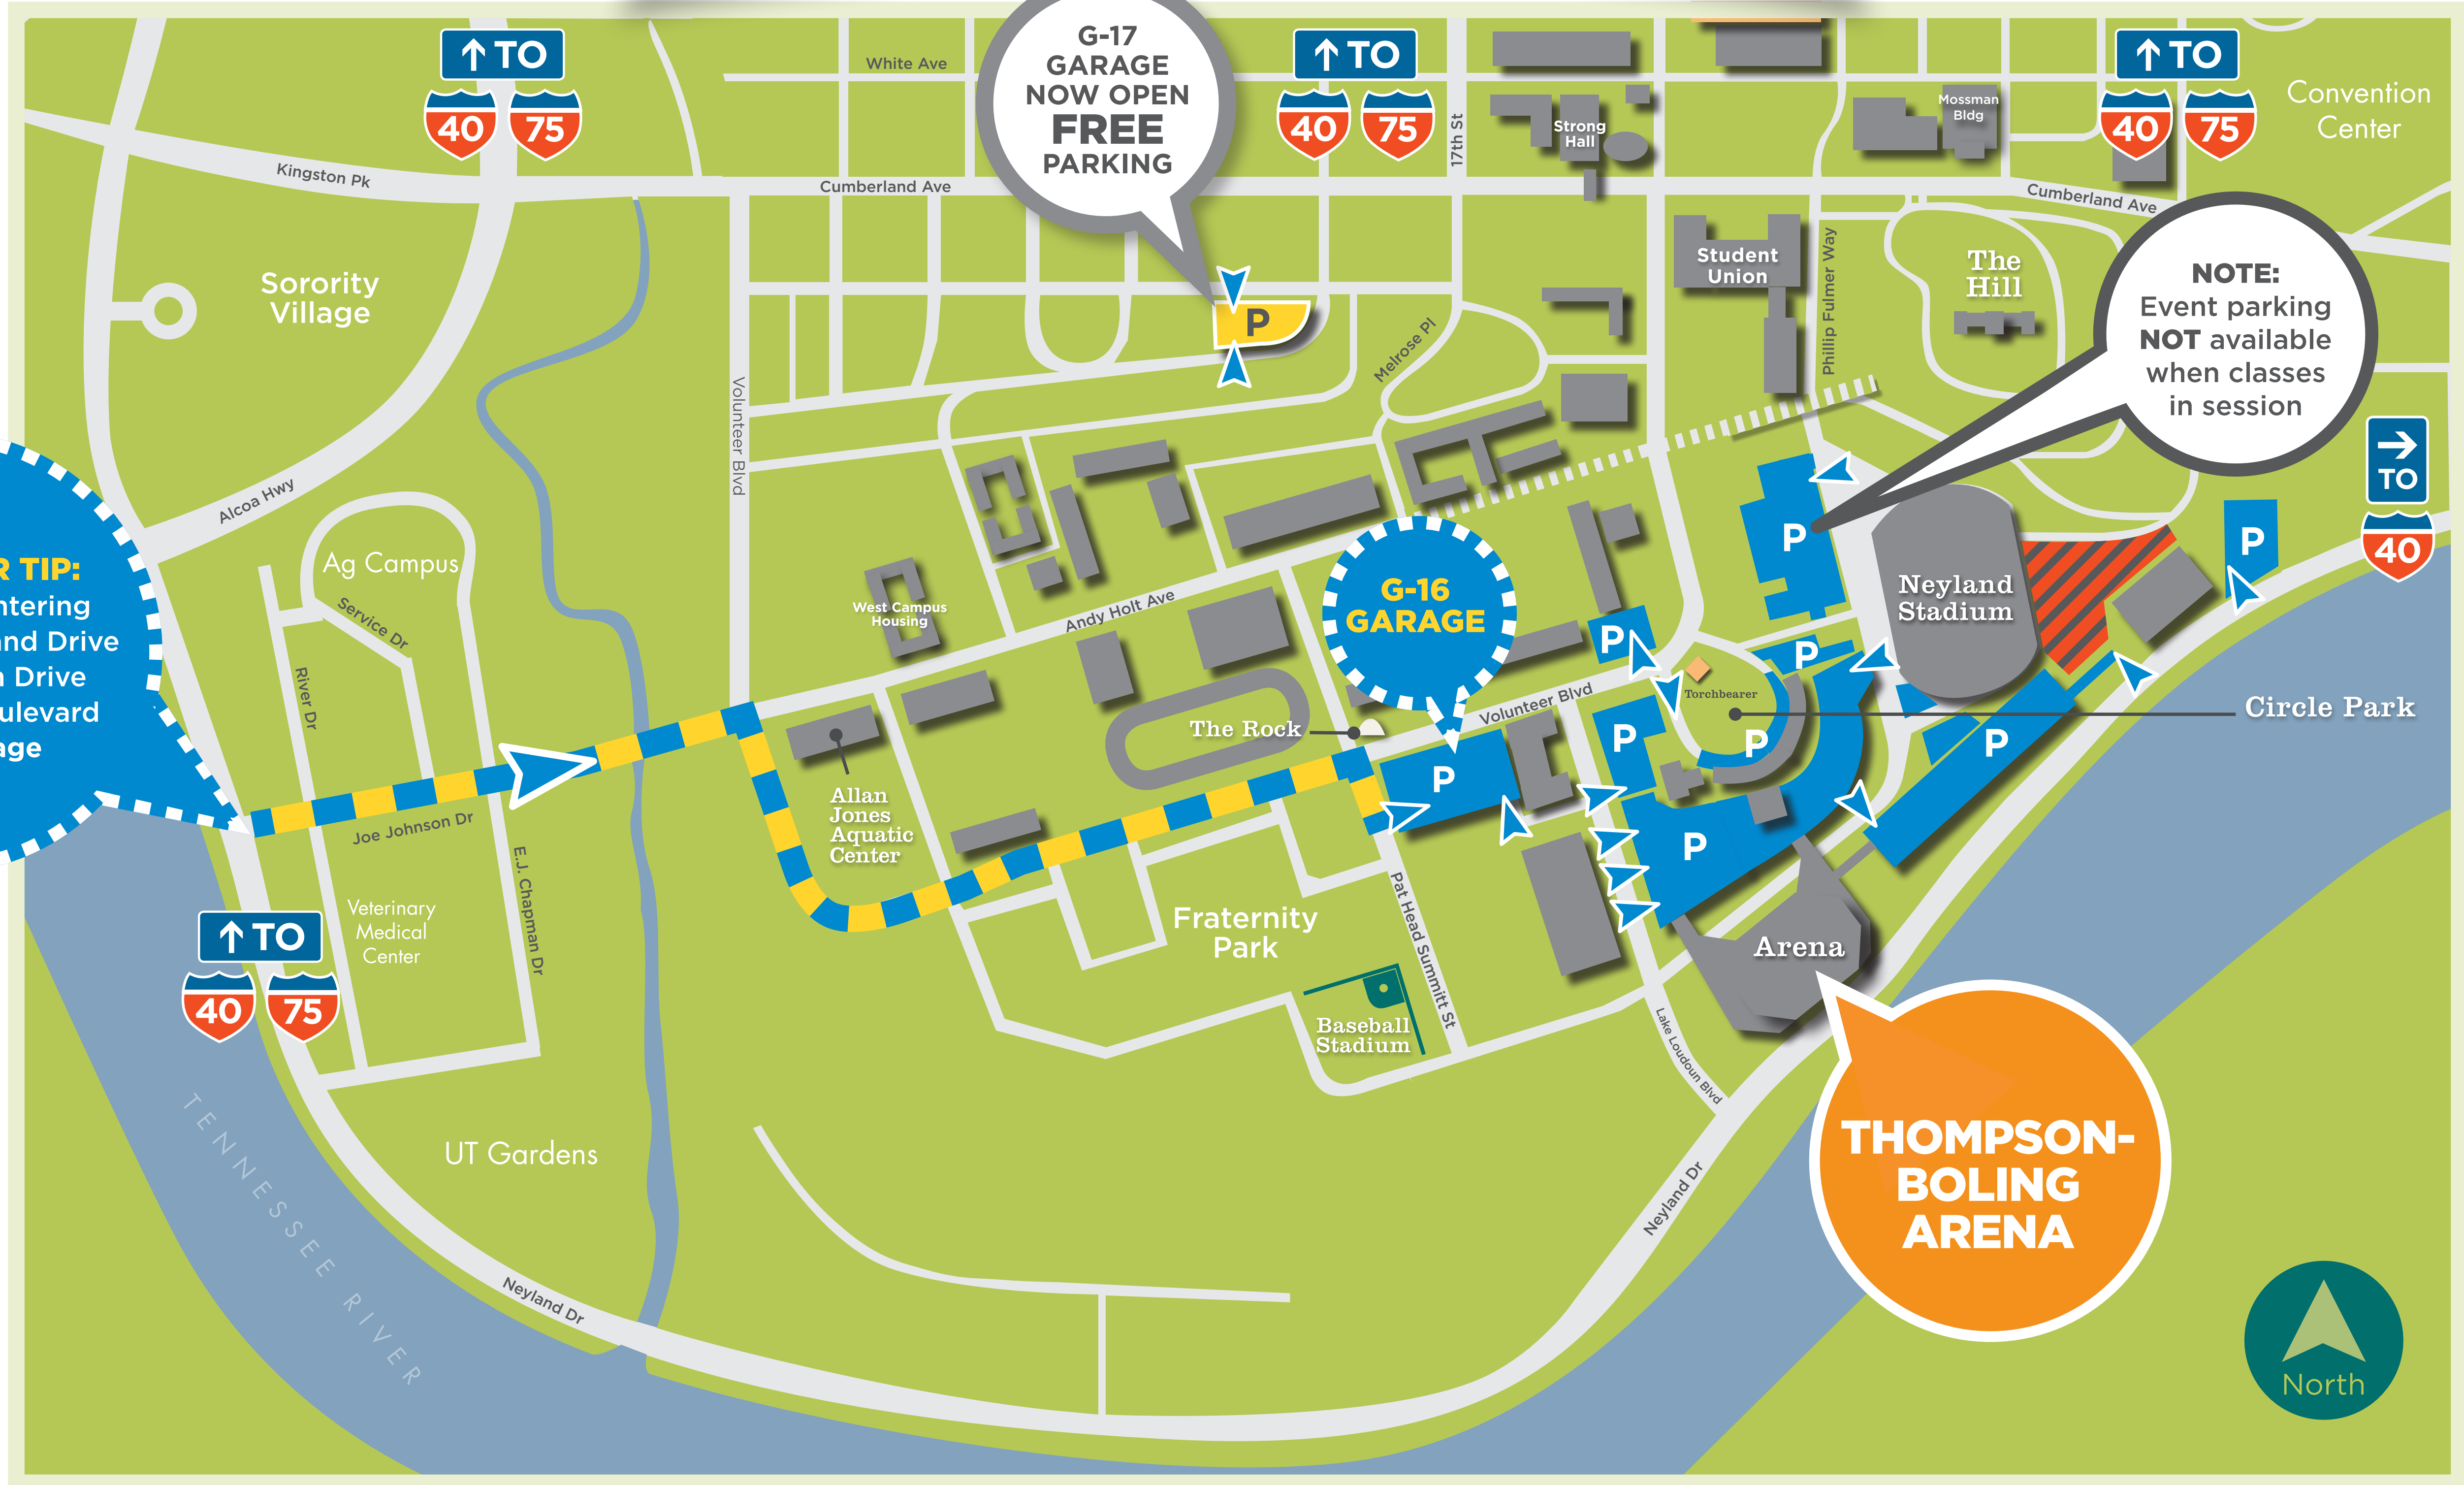 G-17
GARAGE
NOW OPEN
FREE
PARKING
↑ TO
40 75
↑ TO
40 75
↑ TO
40 75
White Ave
17th St
Strong
Hall
Mossman
Bldg
Convention
Center
Kingston Pk
Cumberland Ave
Cumberland Ave
Sorority
Village
Student
Union
Phillip Fulmer Way
The
Hill
NOTE:
Event parking
NOT available
when classes
in session
P
Melrose Pl
Volunteer Blvd
Alcoa Hwy
→
TO
40
Ag Campus
Service Dr
River Dr
West Campus
Housing
Andy Holt Ave
G-16
GARAGE
P
P
Neyland
Stadium
P
P
TIP:
Drive
Drive
Torchbearer
Circle Park
The Rock
Volunteer Blvd
P
P
P
P
Joe Johnson Dr
Allan
Jones
Aquatic
Center
P
E.J. Chapman Dr
Veterinary
Medical
Center
↑ TO
40 75
Fraternity
Park
Pat Head Summitt St
Arena
Baseball
Stadium
Lake Loudoun Blvd
UT Gardens
TENNESSEE RIVER
THOMPSON-
BOLING
ARENA
Neyland Dr
Neyland Dr
North